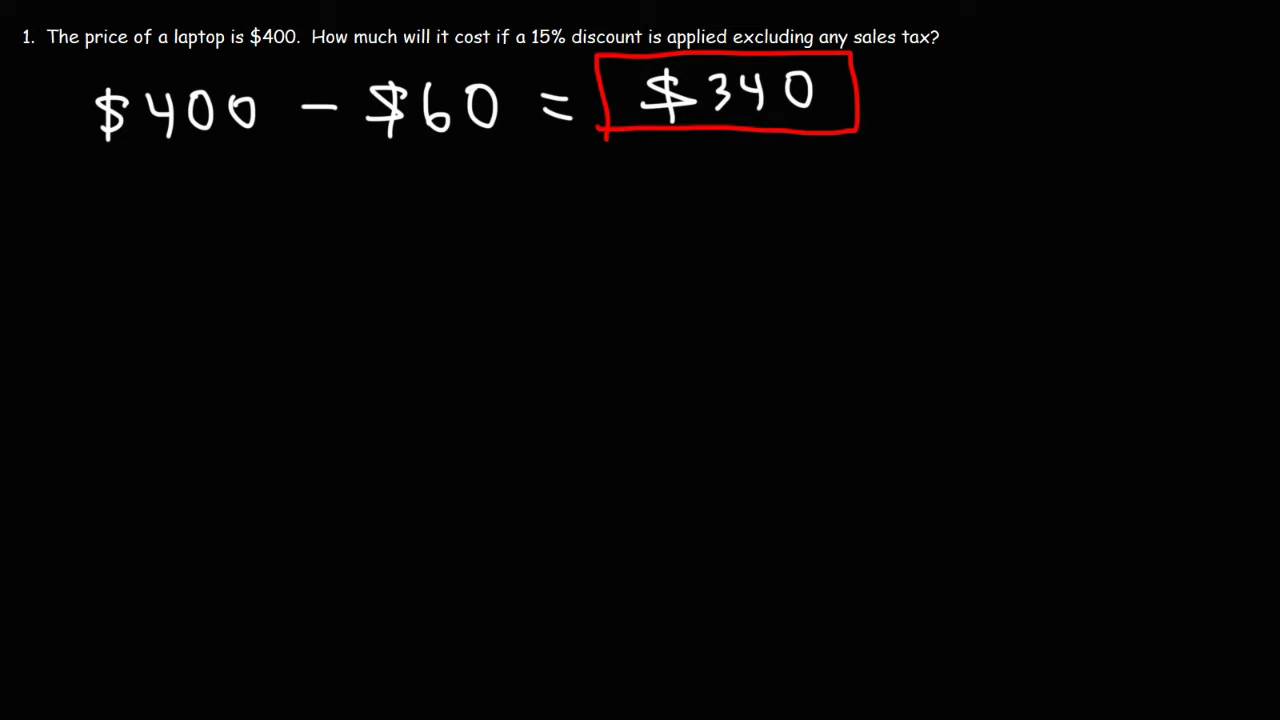 1. The price of a laptop is $400. How much will it cost if a 15% discount is applied excluding any sales tax?
$400 - $60 = $340